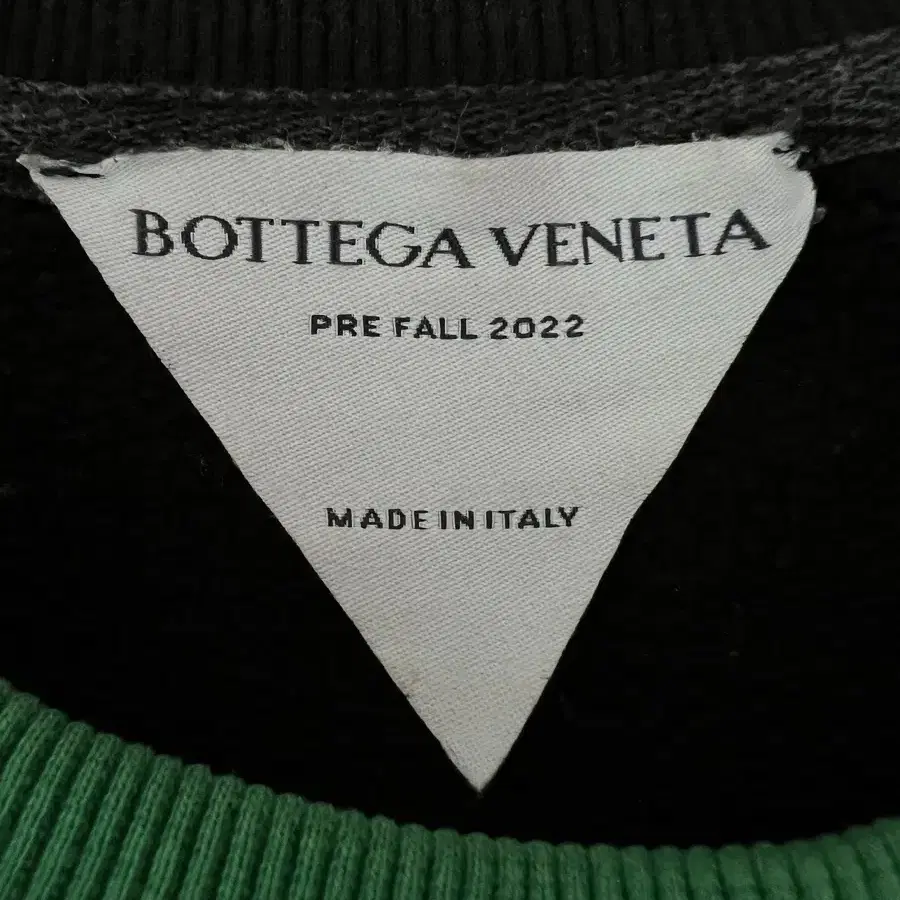 BOTTEGA VENETA
PRE FALL 2022
MADE IN ITALY